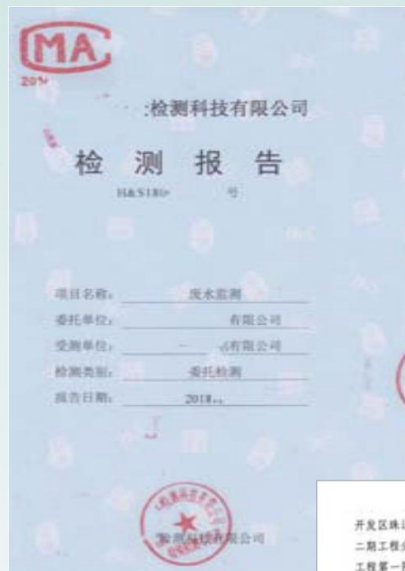 MA
:检测科技有限公司
检 测 报 告
H&S180 号
项目名称: 废水监测
委托单位: 有限公司
受测单位: 有限公司
检测类别: 委托检测
报告日期: 2018
检测科技有限公司
开发区珠
二期工程
工程第一